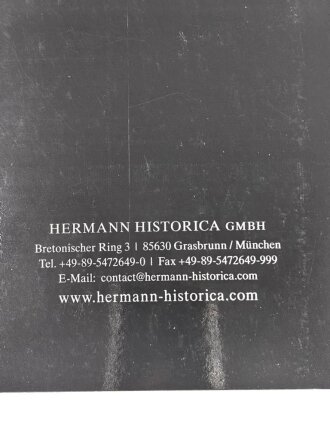 HERMANN HISTORICA GMBH
Bretonischer Ring 3 | 85630 Grasbrunn / München
Tel. +49-89-5472649-0 | Fax +49-89-5472649-999
E-Mail: contact@hermann-historica.com
www.hermann-historica.com